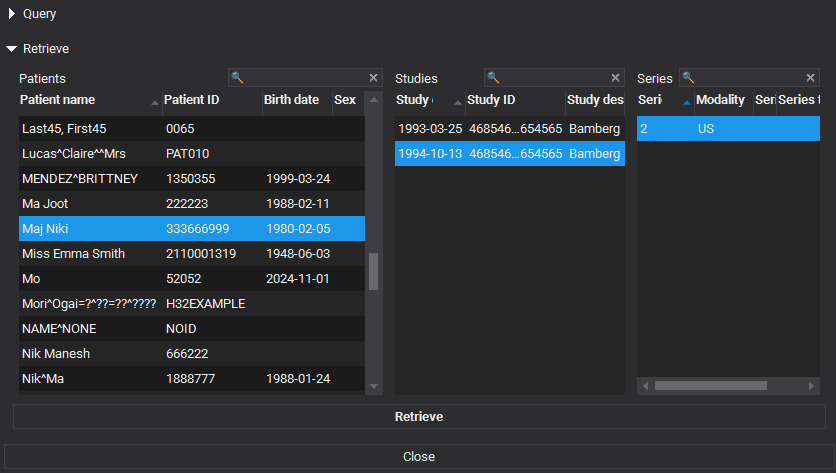 Query
Retrieve
Patients
Studies
Series
Patient name Patient ID Birth date Sex
Study Study ID Study des
Seri Modality Seri Series t
Last45, First45 0065
Lucas^Claire^^Mrs PAT010
MENDEZ^BRITTNEY 1350355 1999-03-24
Ma Joot 222223 1988-02-11
Maj Niki 333666999 1980-02-05
Miss Emma Smith 2110001319 1948-06-03
Mo 52052 2024-11-01
Mori^Ogai=?^??=??^???? H32EXAMPLE
NAME^NONE NOID
Nik Manesh 666222
Nik^Ma 1888777 1988-01-24
1993-03-25 468546...654565 Bamberg
1994-10-13 468546...654565 Bamberg
2 US
Retrieve
Close